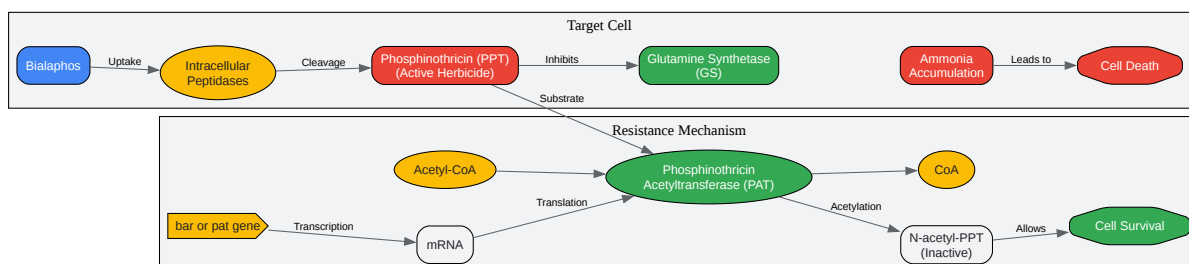 Target Cell
Bialaphos
Uptake
Intracellular
Peptidases
Cleavage
Phosphinothricin (PPT)
(Active Herbicide)
Inhibits
Glutamine Synthetase
(GS)
Ammonia
Accumulation
Leads to
Cell Death
Substrate
Resistance Mechanism
Acetyl-CoA
Phosphinothricin
Acetyltransferase (PAT)
CoA
bar or pat gene
Transcription
mRNA
Translation
Acetylation
N-acetyl-PPT
(Inactive)
Allows
Cell Survival